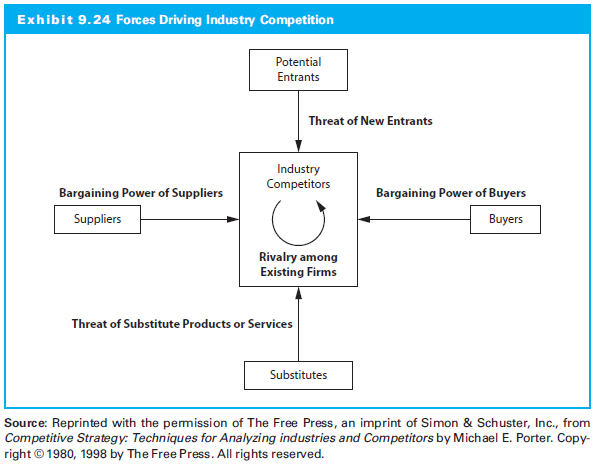 Exhibit 9.24 Forces Driving Industry Competition
Potential
Entrants
Threat of New Entrants
Industry
Competitors
Bargaining Power of Suppliers
Bargaining Power of Buyers
Suppliers
Buyers
Rivalry among
Existing Firms
Threat of Substitute Products or Services
Substitutes
Source: Reprinted with the permission of The Free Press, an imprint of Simon & Schuster, Inc., from
Competitive Strategy: Techniques for Analyzing industries and Competitors by Michael E. Porter. Copy-
right © 1980, 1998 by The Free Press. All rights reserved.